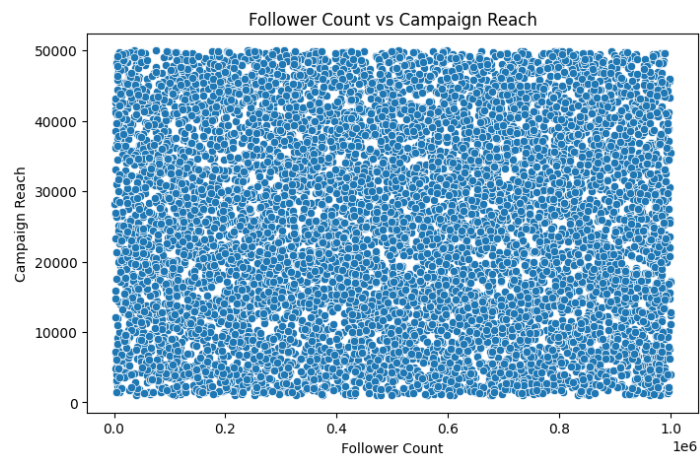 Follower Count vs Campaign Reach
50000
40000
30000
20000
10000
0
Campaign Reach
0.0 0.2 0.4 0.6 0.8 1.0
1e6
Follower Count